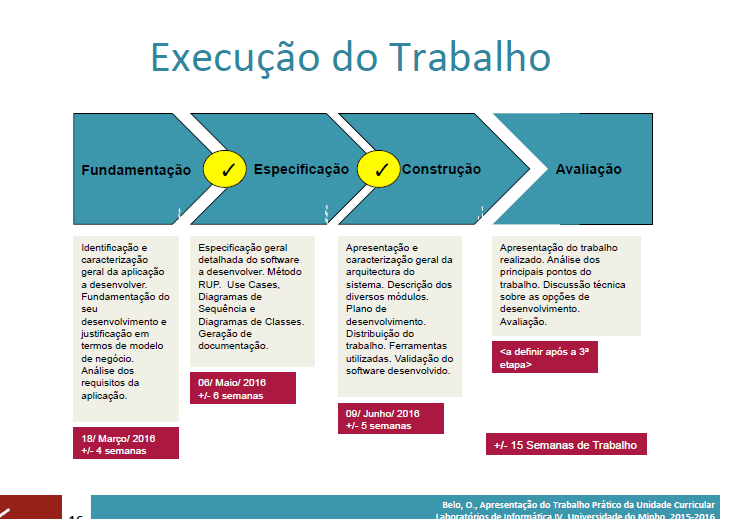 Execução do Trabalho
Fundamentação
✓
Especificação
✓
Construção
Avaliação
Identificação e
caracterização
geral da aplicação
a desenvolver.
Fundamentação do
seu
desenvolvimento e
justificação em
termos de modelo
de negócio.
Análise dos
requisitos da
aplicação.
18/ Março/ 2016
+/- 4 semanas
Especificação geral
detalhada do software
a desenvolver. Método
RUP. Use Cases,
Diagramas de
Sequência e
Diagramas de Classes.
Geração de
documentação.
06/ Maio/ 2016
+/- 6 semanas
Apresentação e
caracterização geral da
arquitectura do
sistema. Descrição dos
diversos módulos.
Plano de
desenvolvimento.
Distribuição do
trabalho. Ferramentas
utilizadas. Validação do
software desenvolvido.
09/ Junho/ 2016
+/- 5 semanas
Apresentação do trabalho
realizado. Análise dos
principais pontos do
trabalho. Discussão técnica
sobre as opções de
desenvolvimento.
Avaliação.
<a definir após a 3ª
etapa>
+/- 15 Semanas de Trabalho
16
Belo, O., Apresentação do Trabalho Prático da Unidade Curricular
Laboratórios de Informática IV, Universidade do Minho, 2015-2016